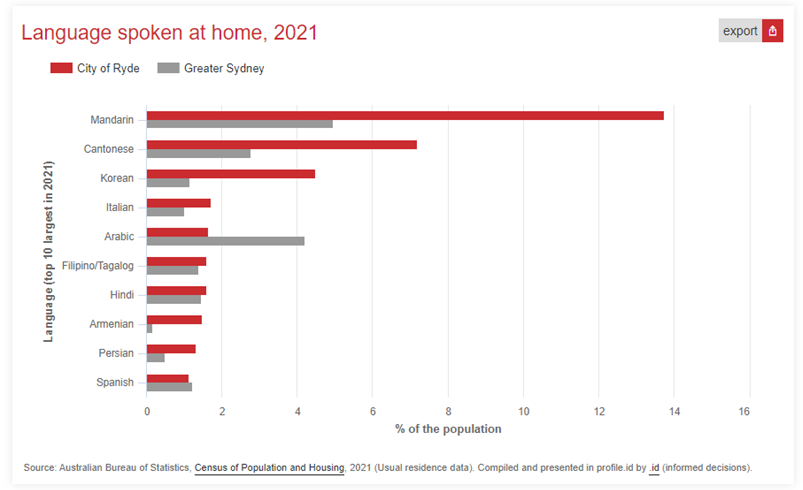 Language spoken at home, 2021
export
City of Ryde
Greater Sydney
Language (top 10 largest in 2021)
Mandarin
Cantonese
Korean
Italian
Arabic
Filipino/Tagalog
Hindi
Armenian
Persian
Spanish
0 2 4 6 8 10 12 14 16
% of the population
Source: Australian Bureau of Statistics, Census of Population and Housing, 2021 (Usual residence data). Compiled and presented in profile.id by .id (informed decisions).